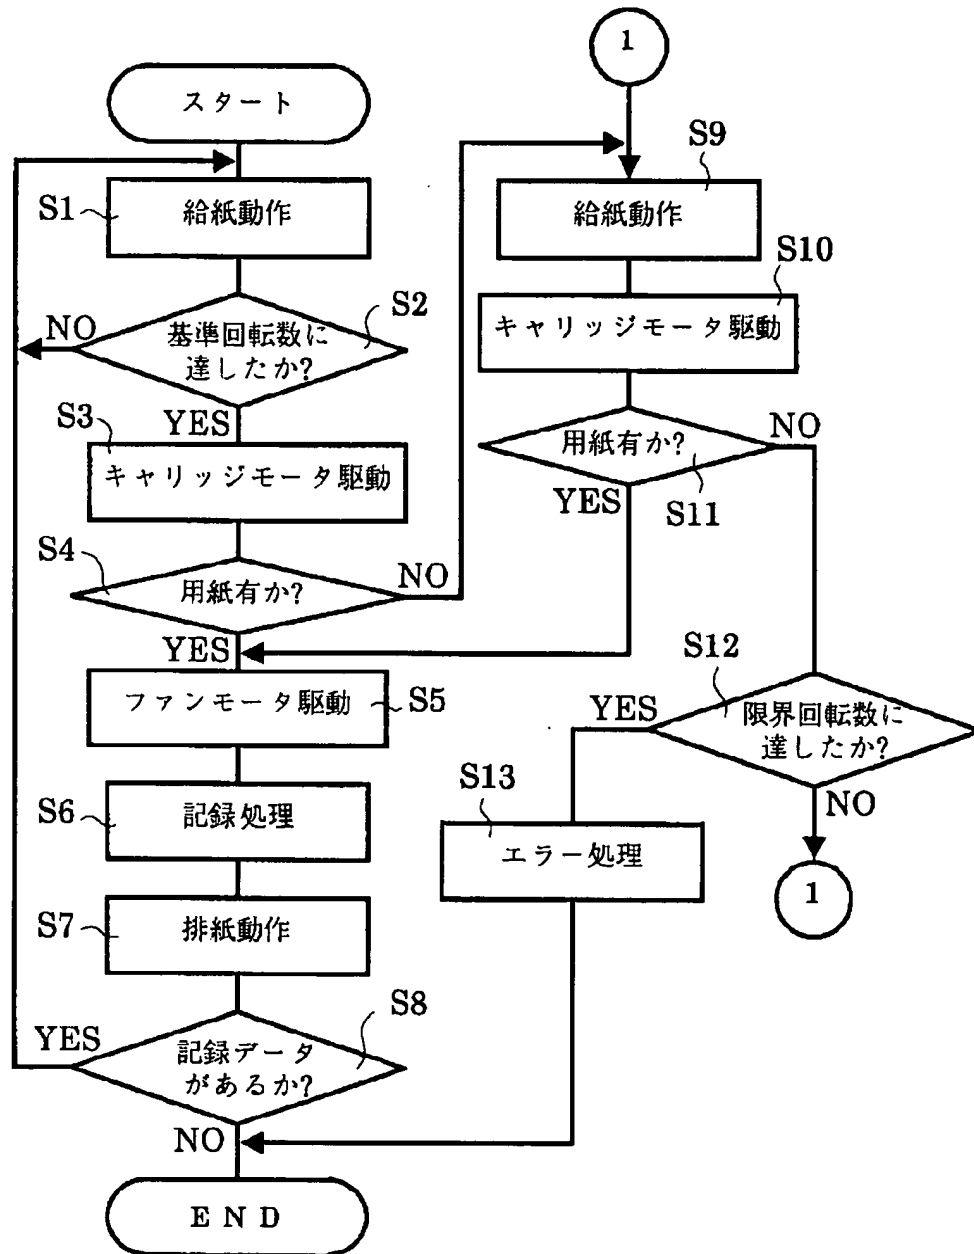 スタート
S1
給紙動作
NO
S2
基準回転数に
達したか?
YES
S3
キャリッジモータ駆動
S4
用紙有か?
NO
YES
ファンモータ駆動
S5
S6
記録処理
S7
排紙動作
S8
YES
記録データ
があるか?
NO
END
1
S9
給紙動作
S10
キャリッジモータ駆動
用紙有か?
NO
YES
S11
S12
YES
限界回転数に
達したか?
NO
S13
エラー処理
1